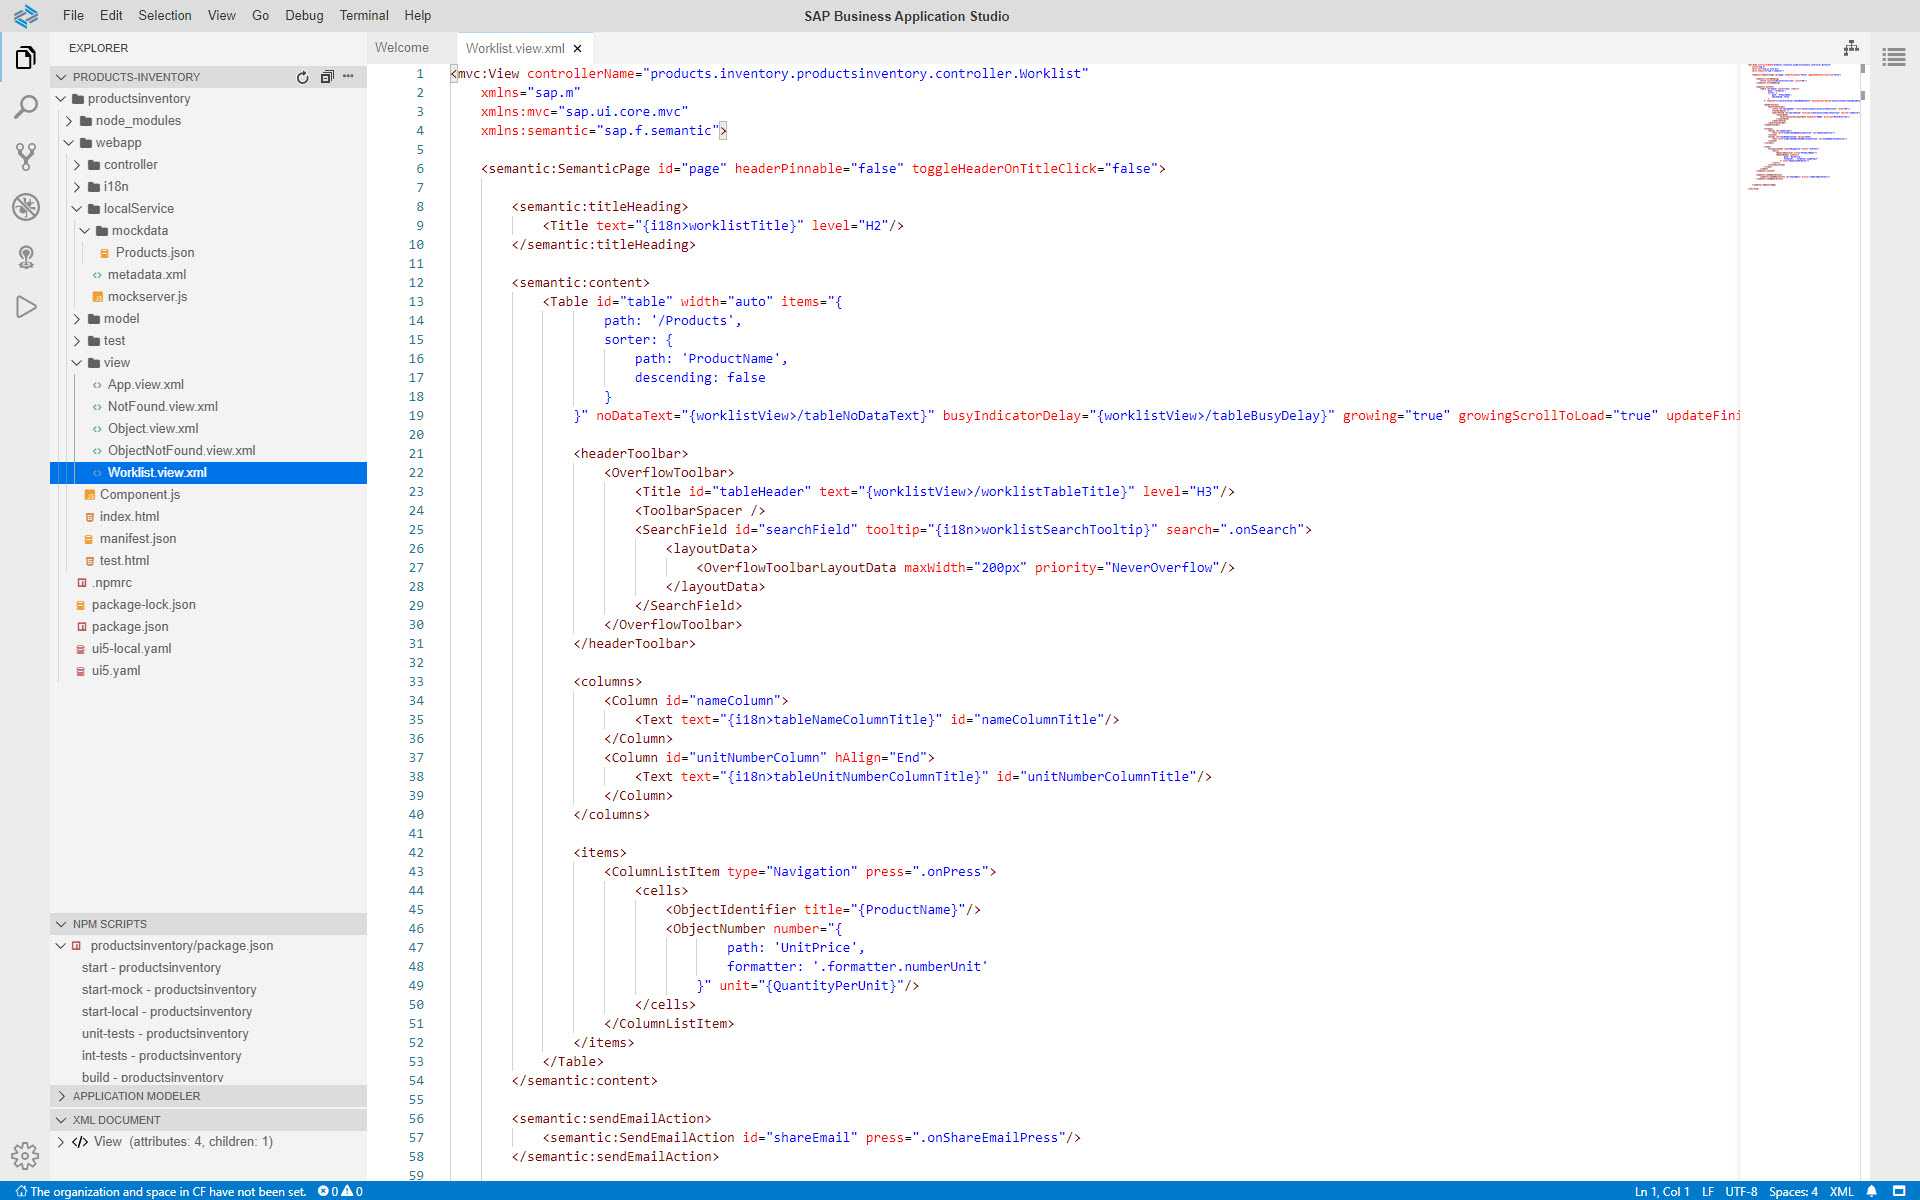 File Edit Selection View Go Debug Terminal Help
SAP Business Application Studio
EXPLORER
PRODUCTS-INVENTORY
productsinventory
node_modules
webapp
controller
i18n
localService
mockdata
Products.json
metadata.xml
mockserver.js
model
test
view
App.view.xml
NotFound.view.xml
Object.view.xml
ObjectNotFound.view.xml
Worklist.view.xml
Component.js
index.html
manifest.json
test.html
.npmrc
package-lock.json
package.json
ui5-local.yaml
ui5.yaml
NPM SCRIPTS
productsinventory/package.json
start - productsinventory
start-mock - productsinventory
start-local - productsinventory
unit-tests - productsinventory
int-tests - productsinventory
build - productsinventory
APPLICATION MODELER
XML DOCUMENT
View (attributes: 4, children: 1)
Welcome Worklist.view.xml
1 <mvc:View controllerName="products.inventory.productsinventory.controller.Worklist"
2 xmlns="sap.m"
3 xmlns:mvc="sap.ui.core.mvc"
4 xmlns:semantic="sap.f.semantic">
5
6 <semantic:SemanticPage id="page" headerPinnable="false" toggleHeaderOnTitleClick="false">
7
8 <semantic:titleHeading>
9 <Title text="{i18n>worklistTitle}" level="H2"/>
10 </semantic:titleHeading>
11
12 <semantic:content>
13 <Table id="table" width="auto" items="{
14 path: '/Products',
15 sorter: {
16 path: 'ProductName',
17 descending: false
18 }
19 }" noDataText="{worklistView>/tableNoDataText}" busyIndicatorDelay="{worklistView>/tableBusyDelay}" growing="true" growingScrollToLoad="true" updateFini
20
21 <headerToolbar>
22 <OverflowToolbar>
23 <Title id="tableHeader" text="{worklistView>/worklistTableTitle}" level="H3"/>
24 <ToolbarSpacer />
25 <SearchField id="searchField" tooltip="{i18n>worklistSearchTooltip}" search=".onSearch">
26 <layoutData>
27 <OverflowToolbarLayoutData maxWidth="200px" priority="NeverOverflow"/>
28 </layoutData>
29 </SearchField>
30 </OverflowToolbar>
31 </headerToolbar>
32
33 <columns>
34 <Column id="nameColumn">
35 <Text text="{i18n>tableNameColumnTitle}" id="nameColumnTitle"/>
36 </Column>
37 <Column id="unitNumberColumn" hAlign="End">
38 <Text text="{i18n>tableUnitNumberColumnTitle}" id="unitNumberColumnTitle"/>
39 </Column>
40 </columns>
41
42 <items>
43 <ColumnListItem type="Navigation" press=".onPress">
44 <cells>
45 <ObjectIdentifier title="{ProductName}"/>
46 <ObjectNumber number="{
47 path: 'UnitPrice',
48 formatter: '.formatter.numberUnit'
49 }" unit="{QuantityPerUnit}"/>
50 </cells>
51 </ColumnListItem>
52 </items>
53 </Table>
54 </semantic:content>
55
56 <semantic:sendEmailAction>
57 <semantic:SendEmailAction id="shareEmail" press=".onShareEmailPress"/>
58 </semantic:sendEmailAction>
59
The organization and space in CF have not been set. 0 0
Ln 1, Col 1 LF UTF-8 Spaces: 4 XML